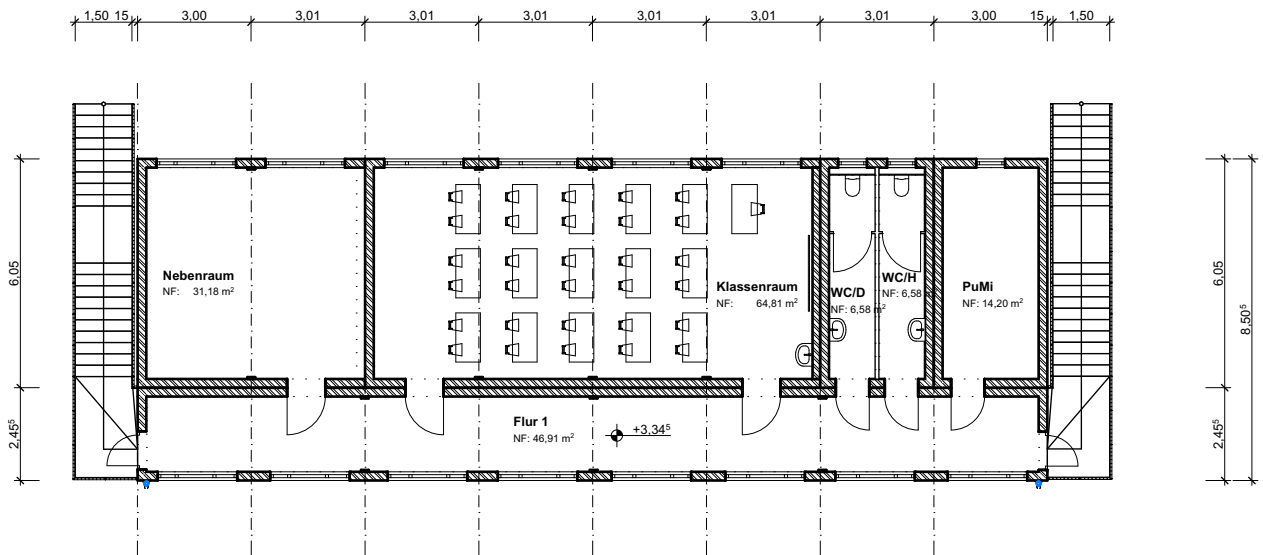 1,50 15 3,00 3,01 3,01 3,01 3,01 3,01 3,01 3,00 15 1,50
6,05
2,45⁵
6,05
2,45⁵
8,50⁵
Nebenraum
NF: 31,18 m²
Klassenraum
NF: 64,81 m²
WC/D
NF: 6,58 m²
WC/H
NF: 6,58 m²
PuMi
NF: 14,20 m²
Flur 1
NF: 46,91 m²
+3,34⁵